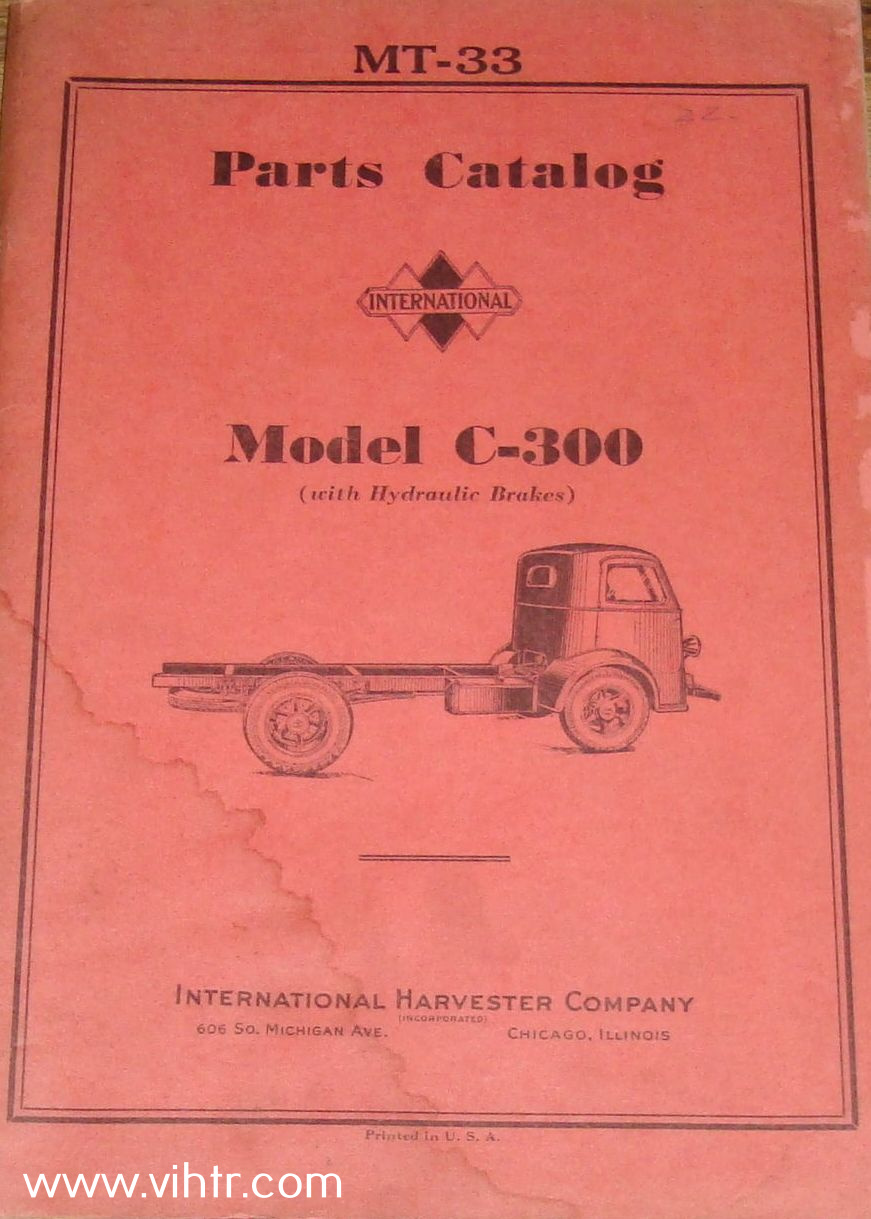 MT-33
Parts Catalog
INTERNATIONAL
Model C-300
(with Hydraulic Brakes)
INTERNATIONAL HARVESTER COMPANY
(INCORPORATED)
606 SO. MICHIGAN AVE. CHICAGO, ILLINOIS
Printed in U. S. A.
www.vihtr.com